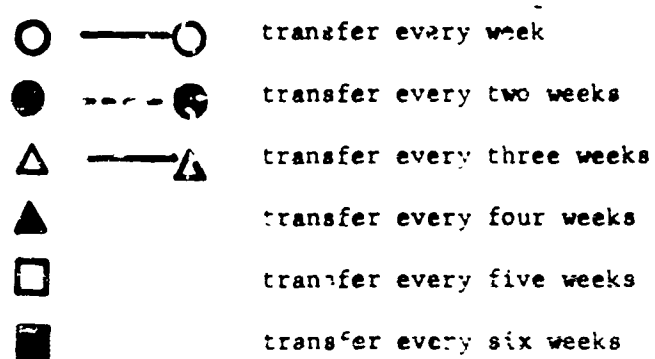 transfer every week
transfer every two weeks
transfer every three weeks
transfer every four weeks
transfer every five weeks
transfer every six weeks